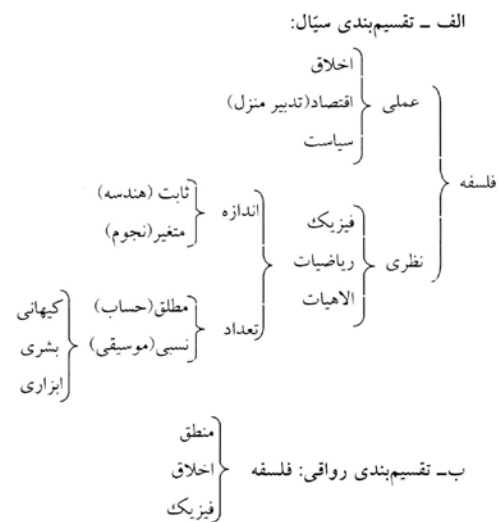 الف ـ تقسیم‌بندی سیّال:
اخلاق
عملی
اقتصاد(تدبیر منزل)
سیاست
فلسفه
نظری
فیزیک
ریاضیات
الاهیات
اندازه
ثابت (هندسه)
متغیر(نجوم)
تعداد
مطلق(حساب)
نسبی(موسیقی)
کیهانی
بشری
ابزاری
منطق
ب‌ـ تقسیم‌بندی رواقی: فلسفه
اخلاق
فیزیک